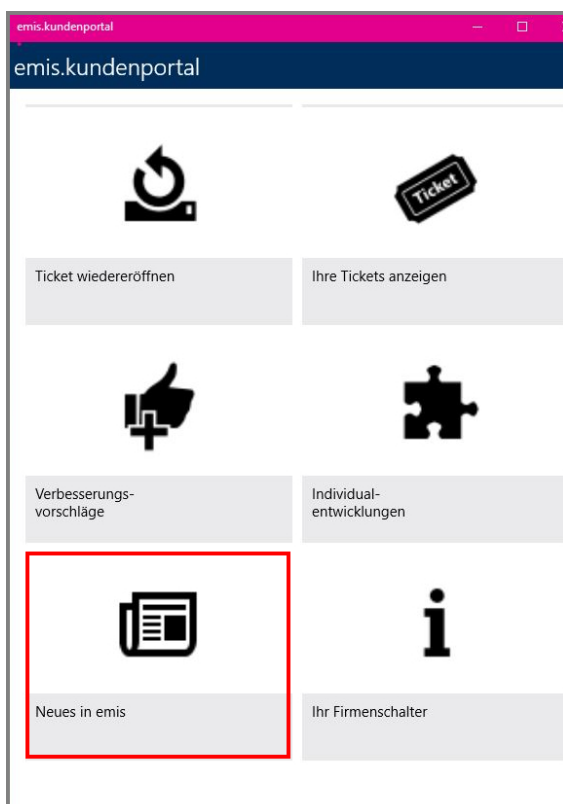 emis.kundenportal
emis.kundenportal
Ticket
Ticket wiedereröffnen
Ihre Tickets anzeigen
Verbesserungs-
vorschläge
Individual-
entwicklungen
Neues in emis
Ihr Firmenschalter